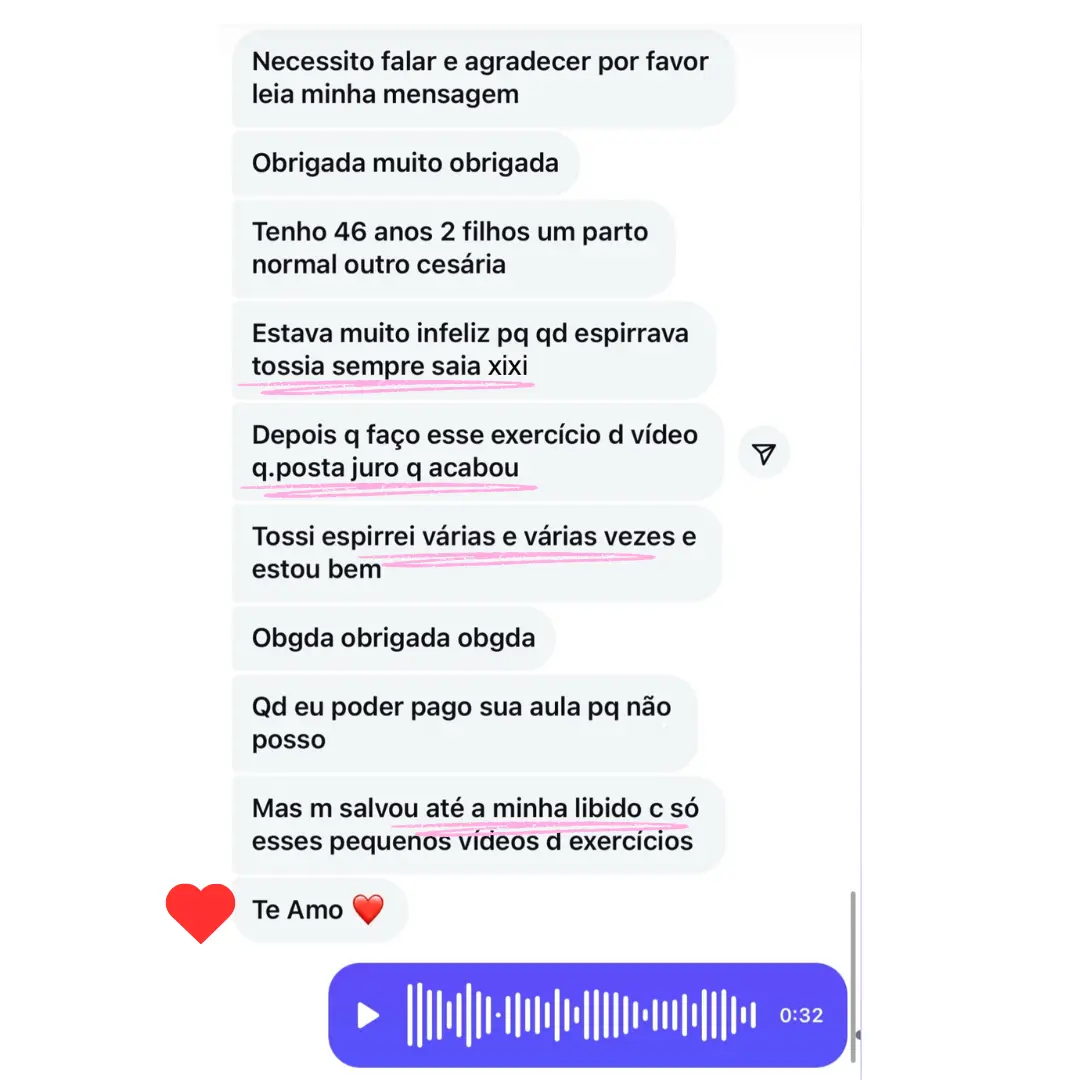 Necessito falar e agradecer por favor
leia minha mensagem
Obrigada muito obrigada
Tenho 46 anos 2 filhos um parto
normal outro cesária
Estava muito infeliz pq qd espirrava
tossia sempre saia xixi
Depois q faço esse exercício d vídeo
q.posta juro q acabou
Tossi espirrei várias e várias vezes e
estou bem
Obgda obrigada obgda
Qd eu poder pago sua aula pq não
posso
Mas m salvou até a minha libido c só
esses pequenos vídeos d exercícios
Te Amo ❤️
0:32